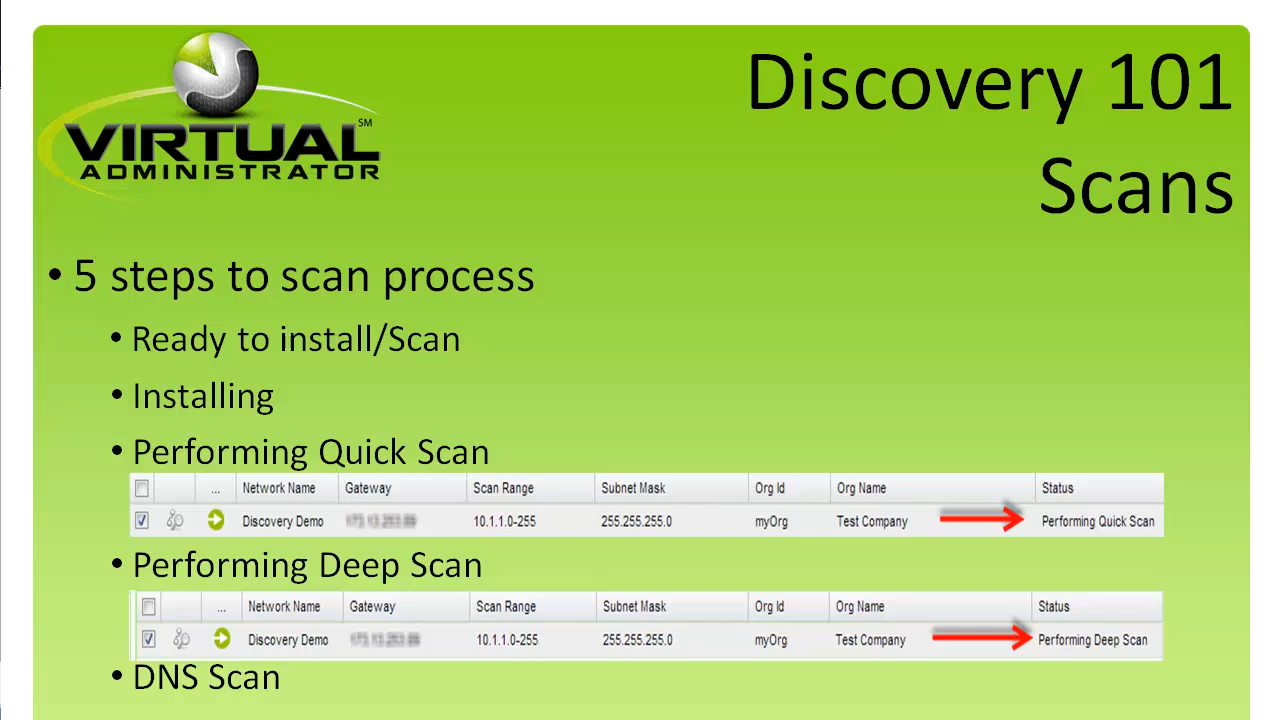 VIRTUAL SM
ADMINISTRATOR
Discovery 101
Scans
• 5 steps to scan process
• Ready to install/Scan
• Installing
• Performing Quick Scan
... Network Name Gateway Scan Range Subnet Mask Org Id Org Name Status
Discovery Demo 10.1.1.0-255 255.255.255.0 myOrg Test Company Performing Quick Scan
• Performing Deep Scan
... Network Name Gateway Scan Range Subnet Mask Org Id Org Name Status
Discovery Demo 10.1.1.0-255 255.255.255.0 myOrg Test Company Performing Deep Scan
• DNS Scan